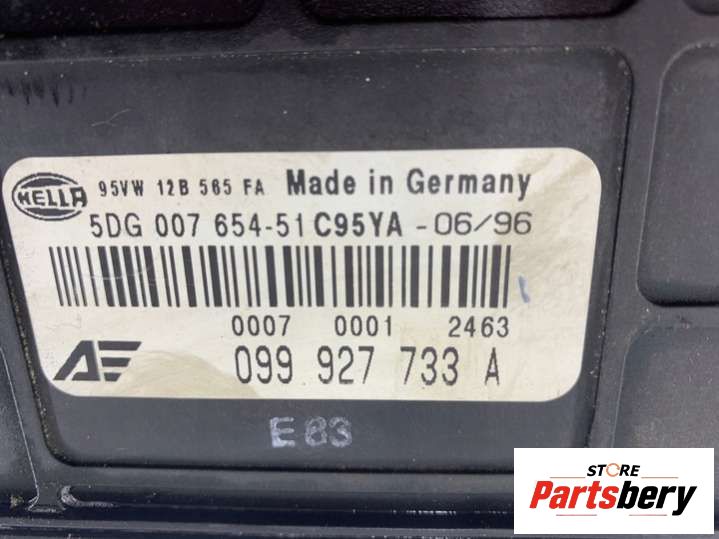 HELLA 95VW 12B 565 FA Made in Germany
5DG 007 654-51 C95YA - 06/96
0007 0001 2463
AE 099 927 733 A
E83
STORE
Partsbery